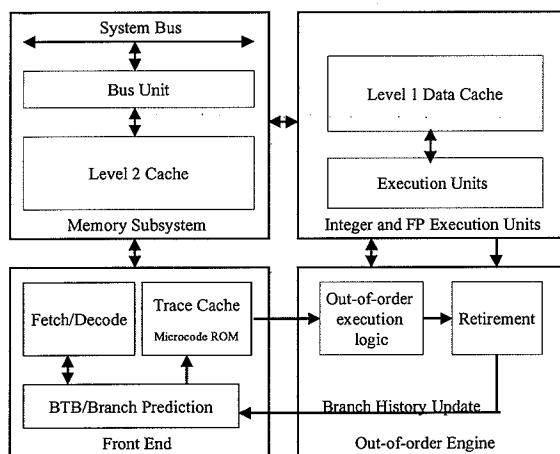 System Bus
Bus Unit
Level 2 Cache
Memory Subsystem
Level 1 Data Cache
Execution Units
Integer and FP Execution Units
Fetch/Decode
Trace Cache
Microcode ROM
BTB/Branch Prediction
Front End
Out-of-order
execution
logic
Retirement
Branch History Update
Out-of-order Engine